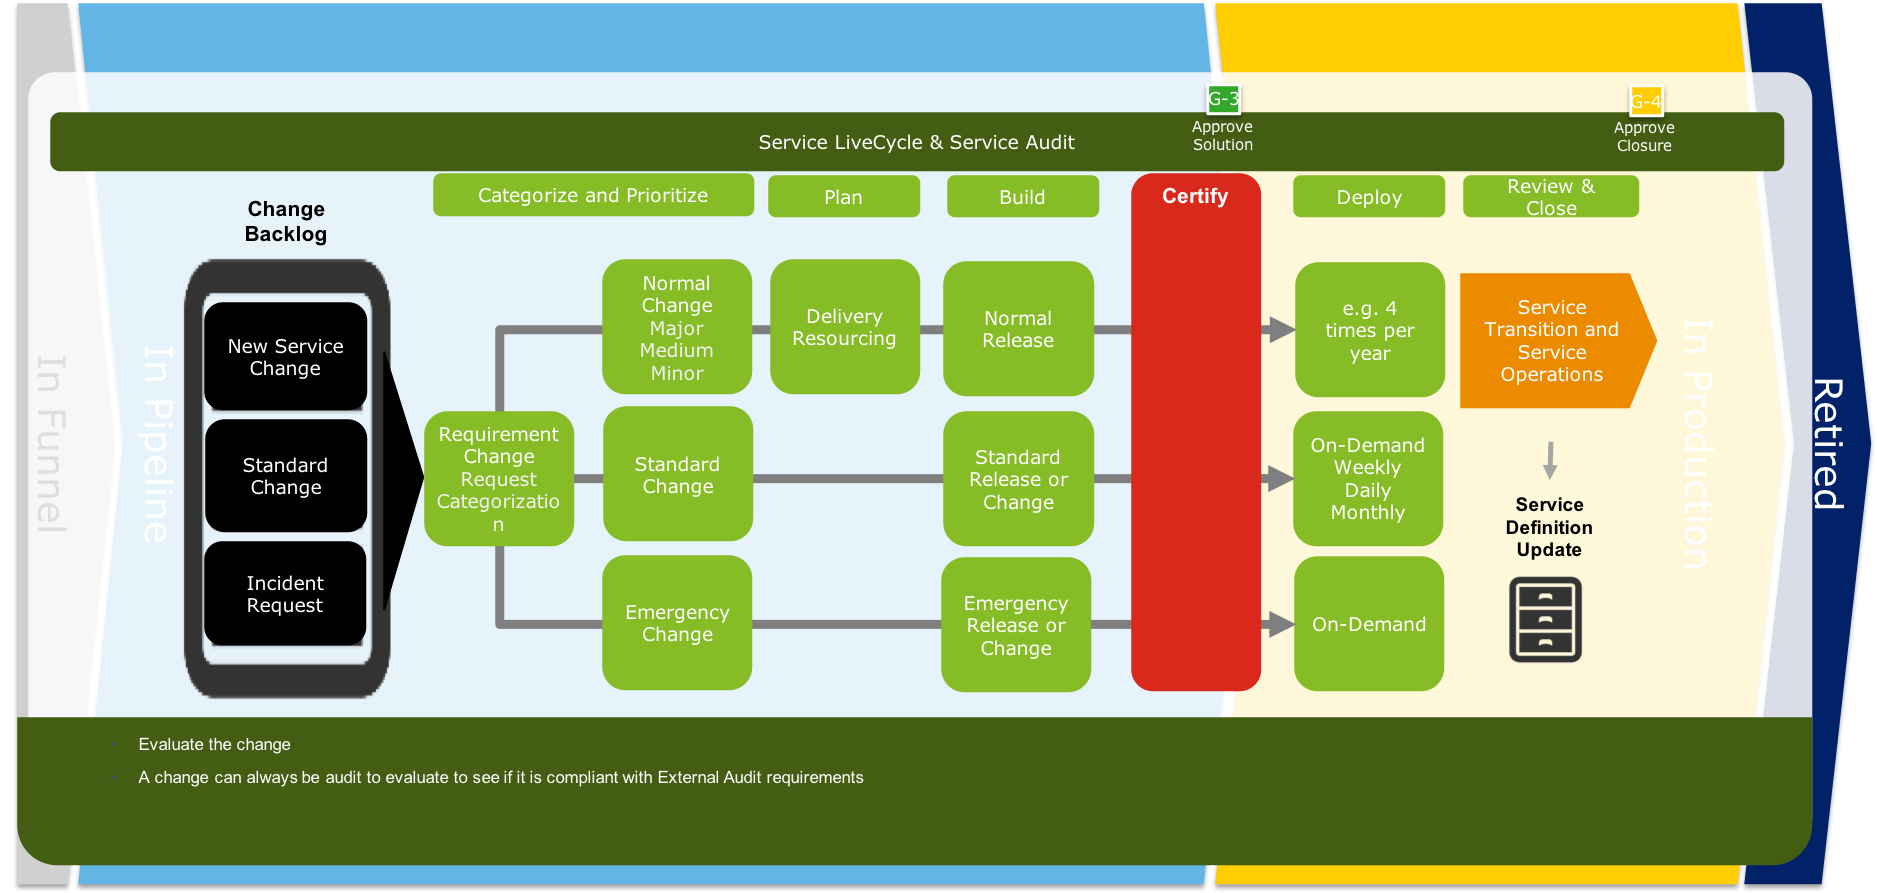 G-3
G-4
Service LiveCycle & Service Audit
Approve
Solution
Approve
Closure
Categorize and Prioritize
Plan
Build
Certify
Deploy
Review &
Close
Change
Backlog
New Service
Change
Standard
Change
Incident
Request
Requirement
Change
Request
Categorizatio
n
Normal
Change
Major
Medium
Minor
Delivery
Resourcing
Normal
Release
e.g. 4
times per
year
Service
Transition and
Service
Operations
Standard
Change
Standard
Release or
Change
On-Demand
Weekly
Daily
Monthly
Service
Definition
Update
Emergency
Change
Emergency
Release or
Change
On-Demand
In Funnel
In Pipeline
In Production
Retired
• Evaluate the change
• A change can always be audit to evaluate to see if it is compliant with External Audit requirements